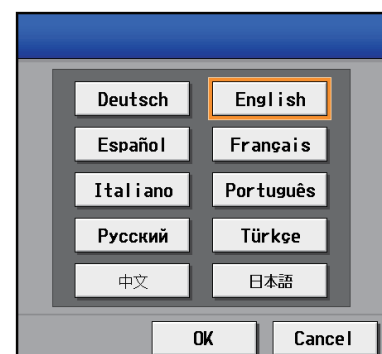 Deutsch English
Español Français
Italiano Português
Русский Türkçe
中文 日本語
OK Cancel